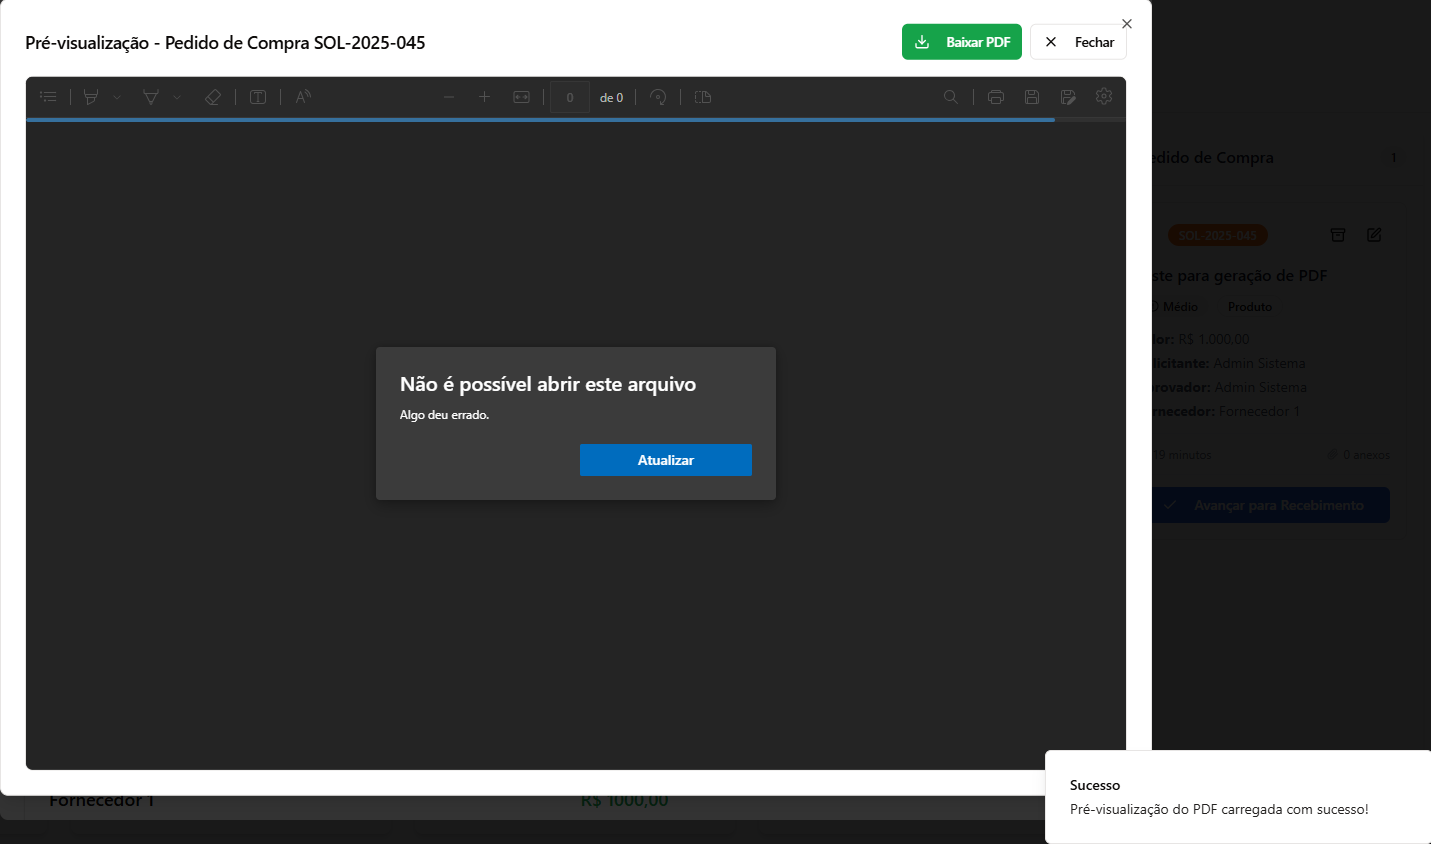 Pré-visualização - Pedido de Compra SOL-2025-045
Baixar PDF
Fechar
0
de 0
Não é possível abrir este arquivo
Algo deu errado.
Atualizar
edido de Compra
1
SOL-2025-045
ste para geração de PDF
Médio
Produto
lor: R$ 1.000.00
licitante: Admin Sistema
rovador: Admin Sistema
rnecedor: Fornecedor 1
19 minutos
0 anexos
Avançar para Recebimento
Fornecedor 1
R$ 1000,00
Sucesso
Pré-visualização do PDF carregada com sucesso!